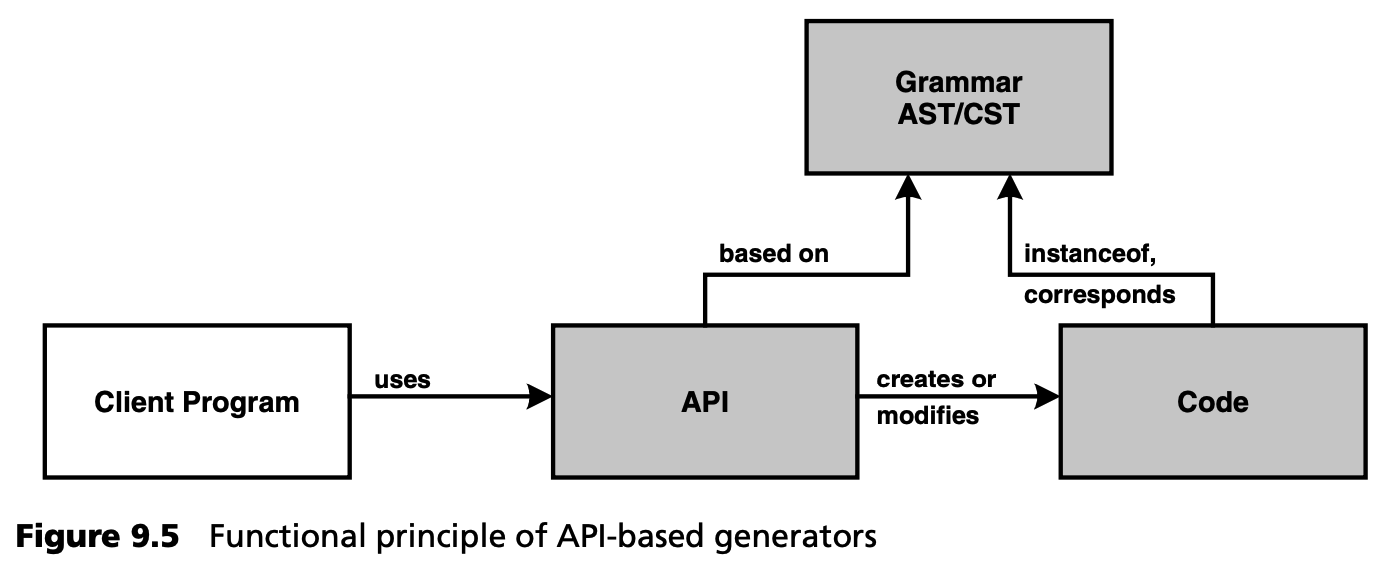 Grammar
AST/CST
based on
instanceof,
corresponds
Client Program
uses
API
creates or
modifies
Code
Figure 9.5 Functional principle of API-based generators